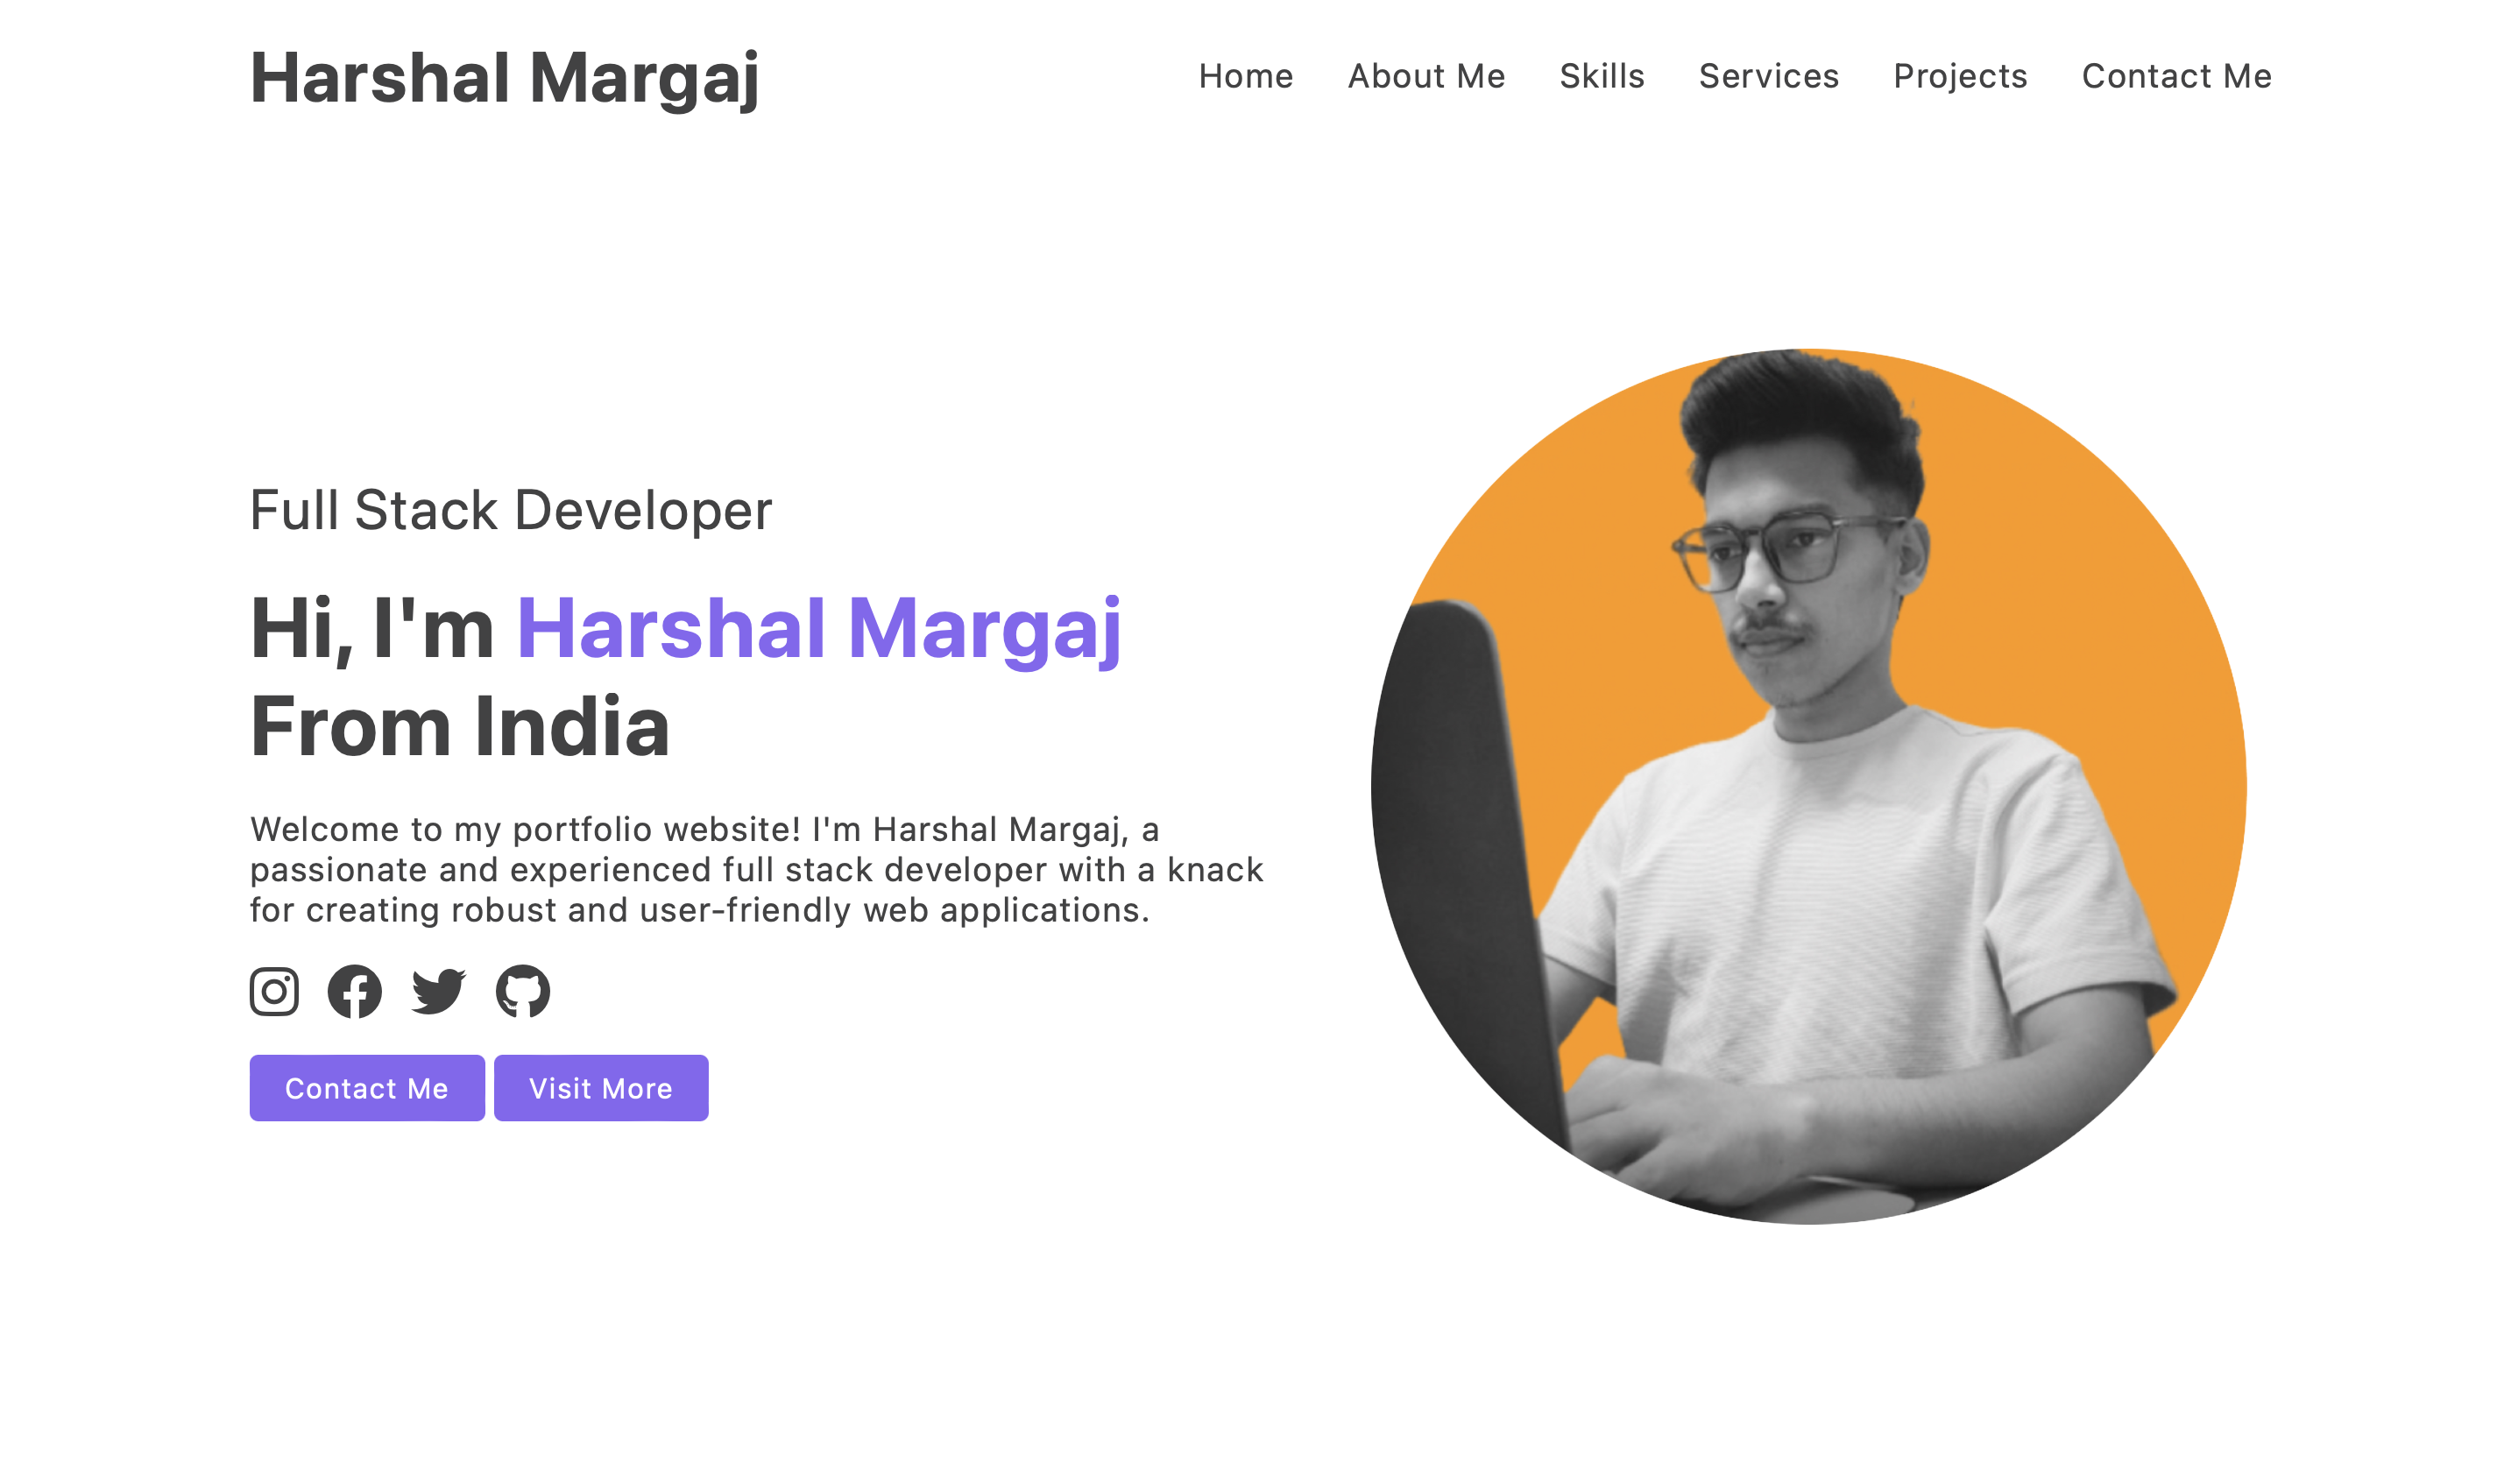 Harshal Margaj
Home About Me Skills Services Projects Contact Me
Full Stack Developer
Hi, I'm Harshal Margaj
From India
Welcome to my portfolio website! I'm Harshal Margaj, a
passionate and experienced full stack developer with a knack
for creating robust and user-friendly web applications.
Contact Me Visit More